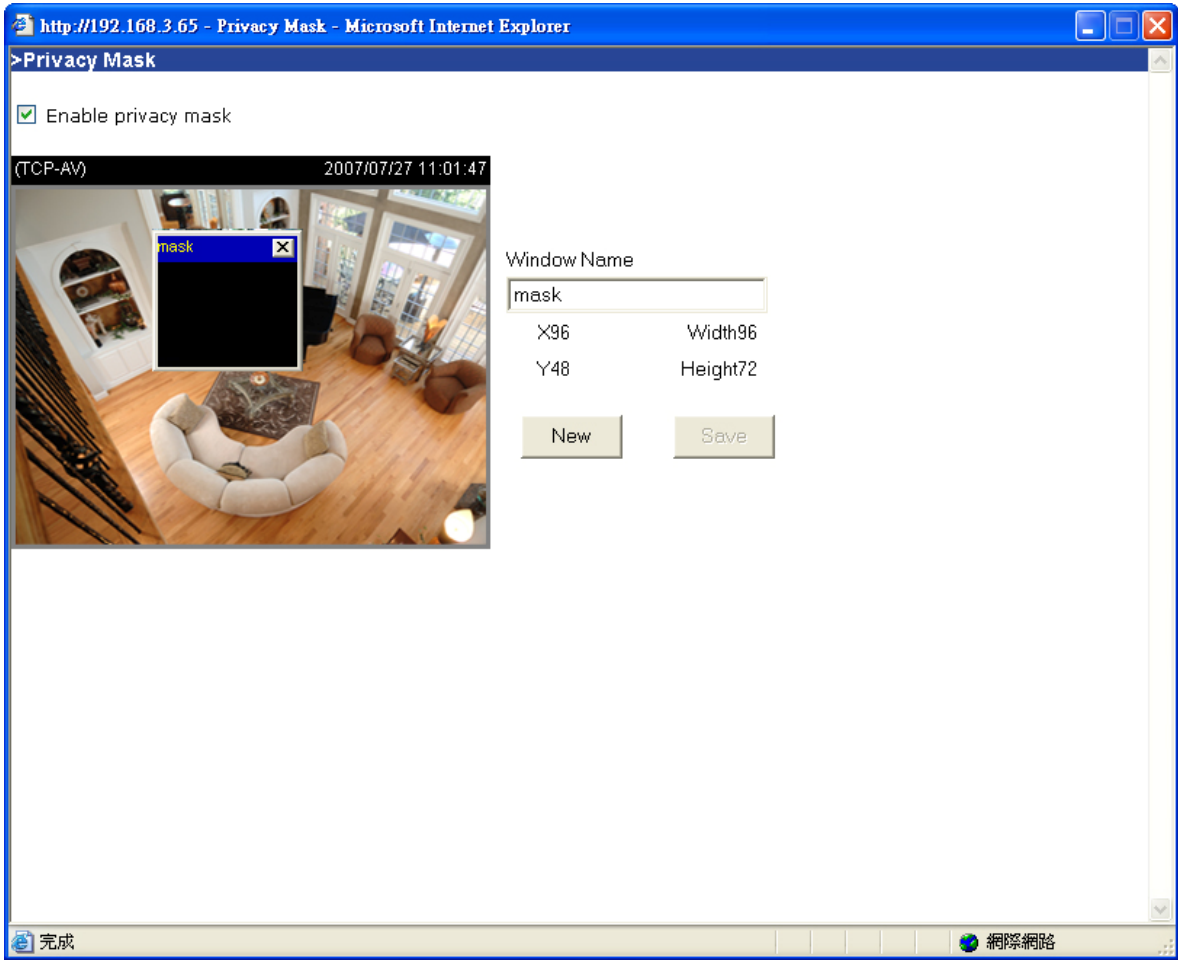 http://192.168.3.65 - Privacy Mask - Microsoft Internet Explorer
>Privacy Mask
Enable privacy mask
(TCP-AV) 2007/07/27 11:01:47
mask
Window Name
mask
X96 Width96
Y48 Height72
New Save
完成 網際網路